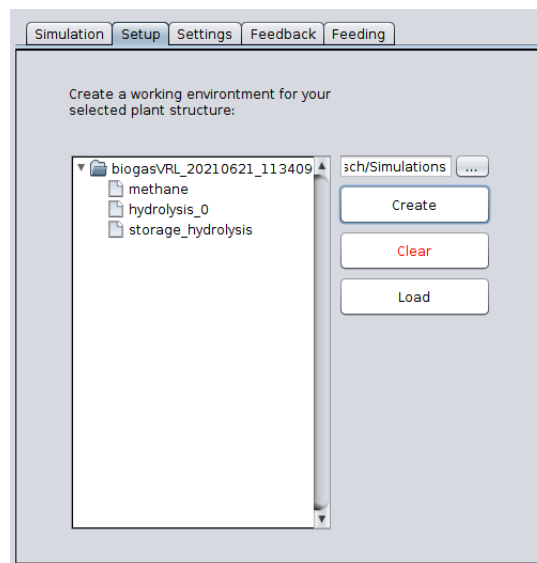 Simulation Setup Settings Feedback Feeding
Create a working environtment for your
selected plant structure:
biogasVRL_20210621_113409
sch/Simulations ...
methane
hydrolysis_0
storage_hydrolysis
Create
Clear
Load